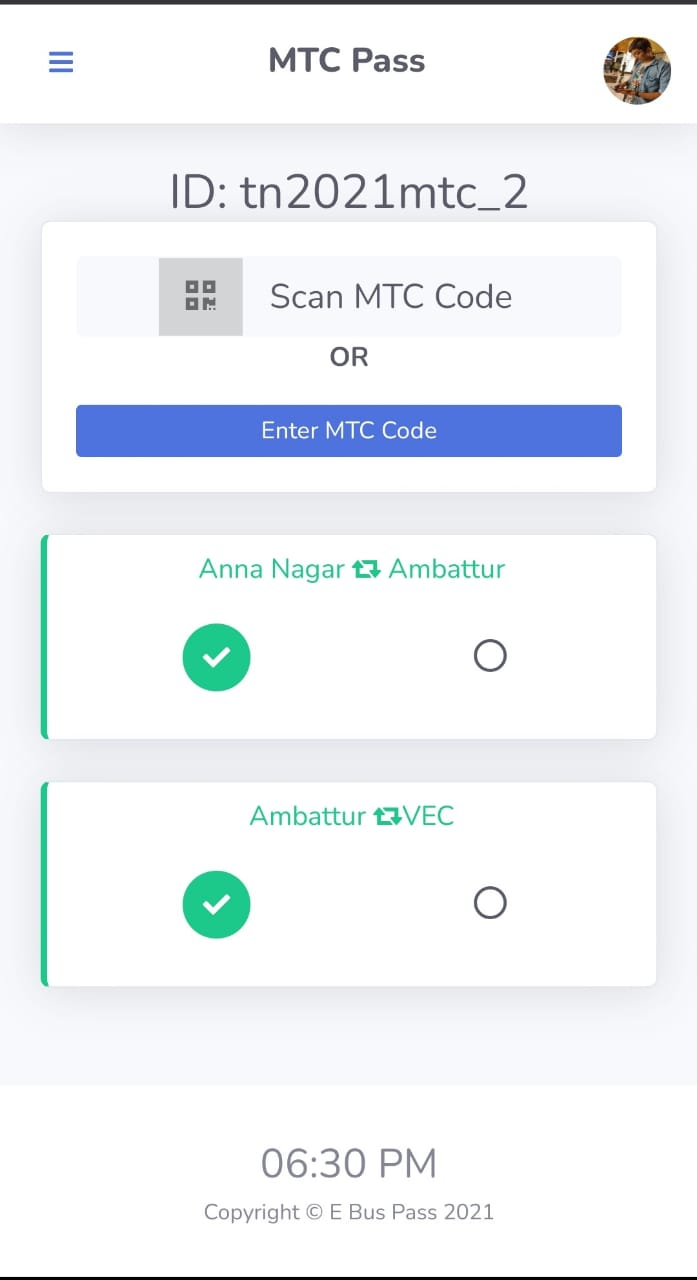 MTC Pass
ID: tn2021mtc_2
Scan MTC Code
OR
Enter MTC Code
Anna Nagar Ambattur
Ambattur VEC
06:30 PM
Copyright © E Bus Pass 2021